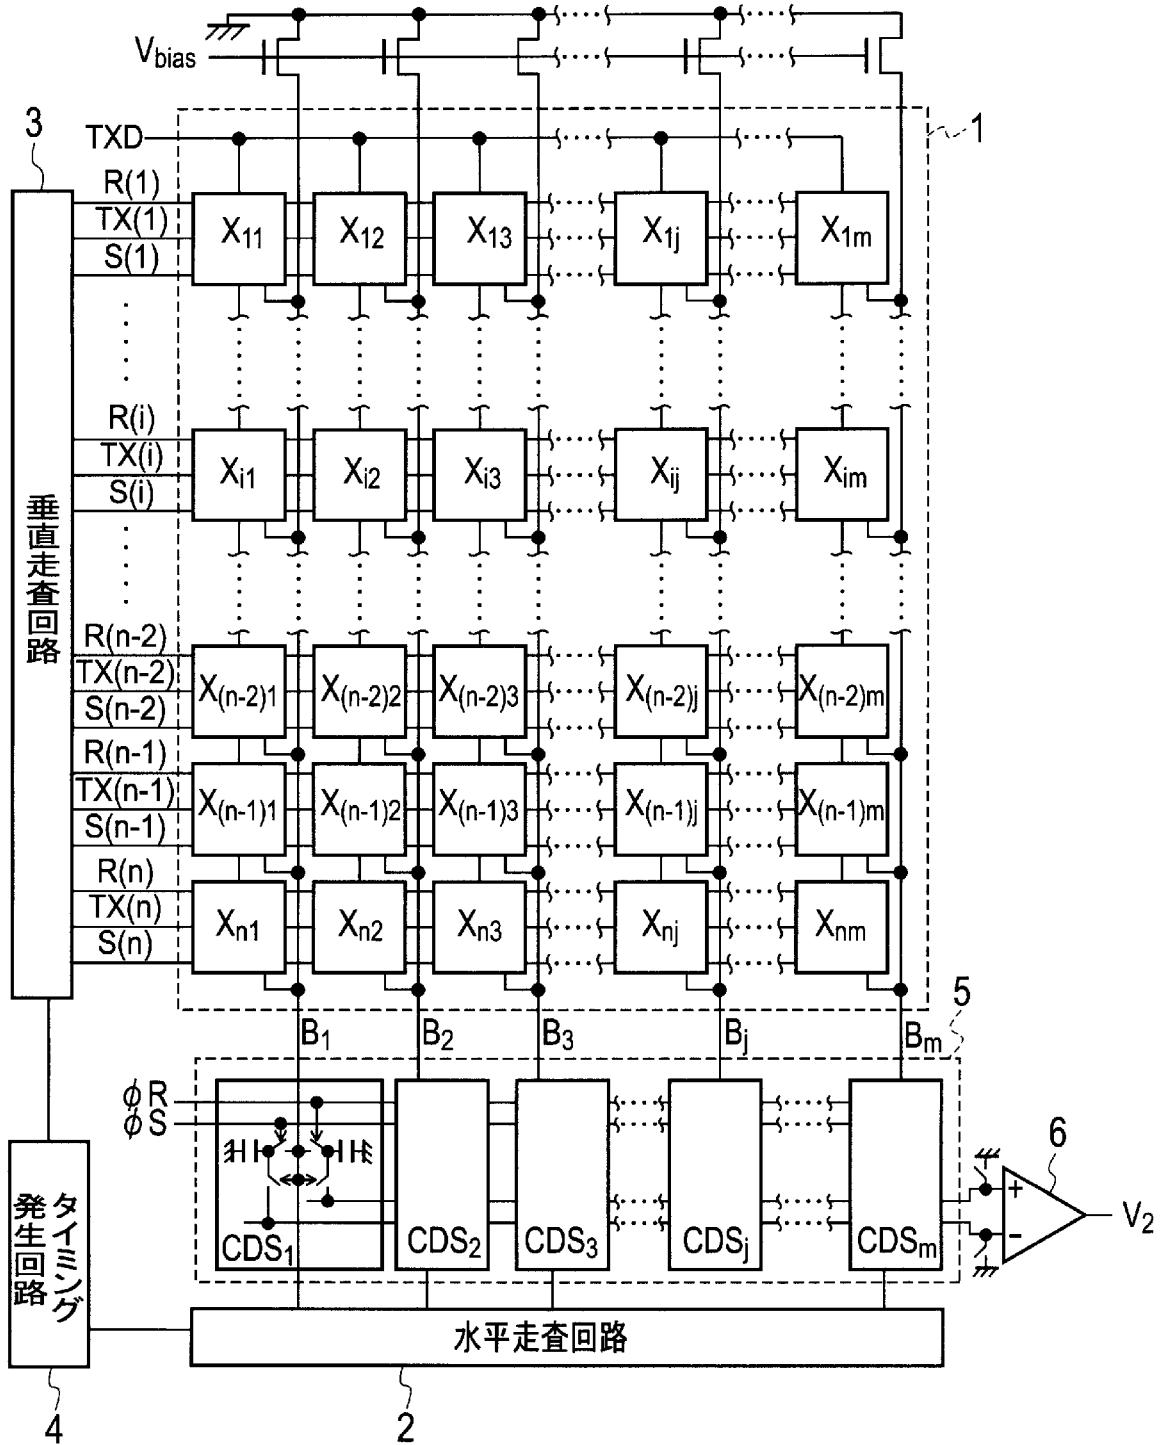 Vbias
3
TXD
1
R(1)
TX(1)
S(1)
X11 X12 X13 X1j X1m
R(i)
TX(i)
S(i)
Xi1 Xi2 Xi3 Xij Xim
垂直走査回路
R(n-2)
TX(n-2)
S(n-2)
X(n-2)1 X(n-2)2 X(n-2)3 X(n-2)j X(n-2)m
R(n-1)
TX(n-1)
S(n-1)
X(n-1)1 X(n-1)2 X(n-1)3 X(n-1)j X(n-1)m
R(n)
TX(n)
S(n)
Xn1 Xn2 Xn3 Xnj Xnm
5
B1 B2 B3 Bj Bm
ϕR
ϕS
6
+
−
V2
CDS1 CDS2 CDS3 CDSj CDSm
タイミング
発生回路
水平走査回路
4
2